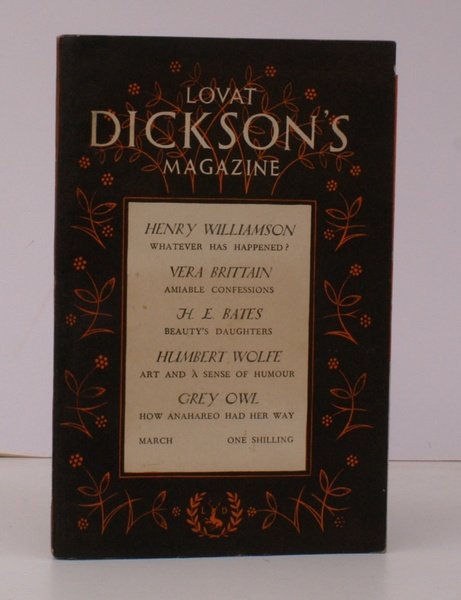 LOVAT
DICKSON'S
MAGAZINE
HENRY WILLIAMSON
WHATEVER HAS HAPPENED?
VERA BRITTAIN
AMIABLE CONFESSIONS
H. E. BATES
BEAUTY'S DAUGHTERS
HUMBERT WOLFE
ART AND A SENSE OF HUMOUR
GREY OWL
HOW ANAHAREO HAD HER WAY
MARCH ONE SHILLING
L D